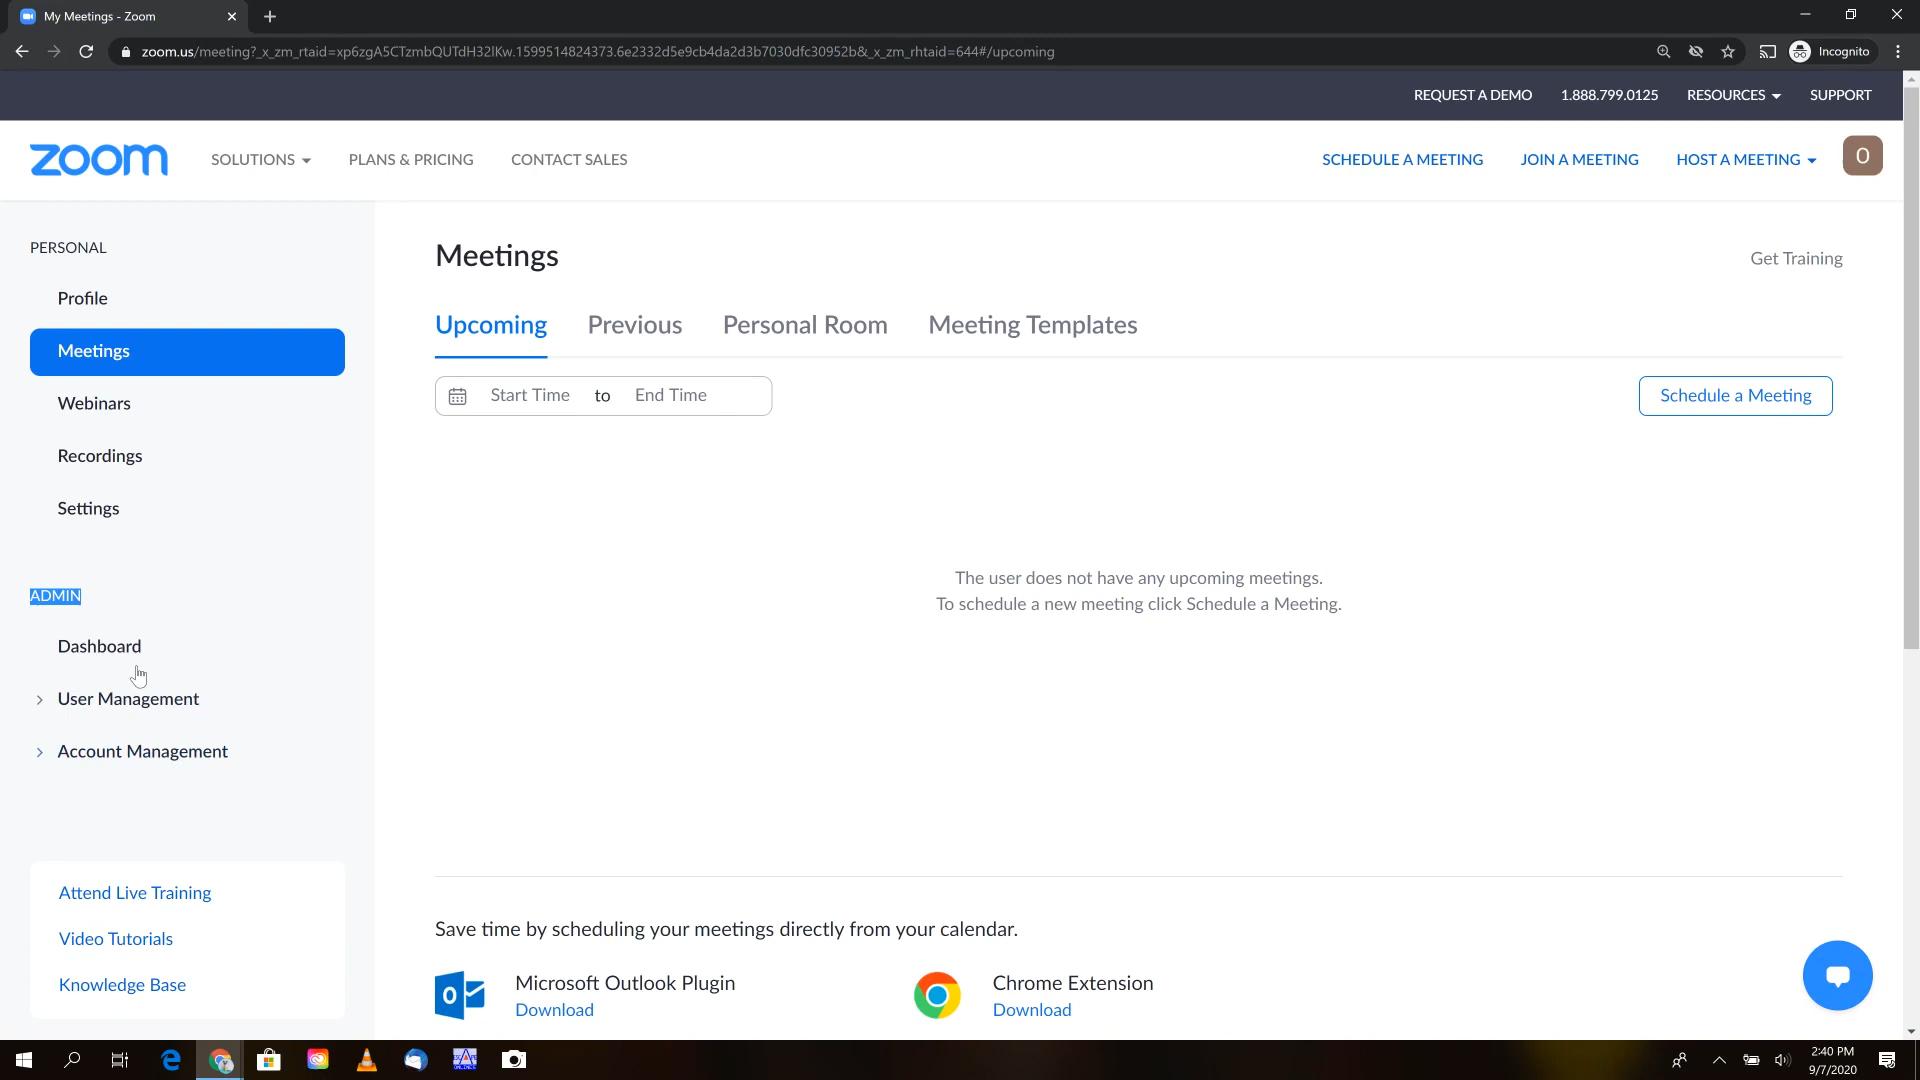 My Meetings - Zoom
zoom.us/meeting?_x_zm_rtaid=xp6zgA5CTzmbQUTdH32lKw.1599514824373.6e2332d5e9cb4da2d3b7030dfc30952b&_x_zm_rhtaid=644#/upcoming
Incognito
REQUEST A DEMO
1.888.799.0125
RESOURCES
SUPPORT
zoom
SOLUTIONS
PLANS & PRICING
CONTACT SALES
SCHEDULE A MEETING
JOIN A MEETING
HOST A MEETING
O
PERSONAL
Profile
Meetings
Webinars
Recordings
Settings
ADMIN
Dashboard
User Management
Account Management
Attend Live Training
Video Tutorials
Knowledge Base
Meetings
Get Training
Upcoming
Previous
Personal Room
Meeting Templates
Start Time to End Time
Schedule a Meeting
The user does not have any upcoming meetings.
To schedule a new meeting click Schedule a Meeting.
Save time by scheduling your meetings directly from your calendar.
Microsoft Outlook Plugin
Download
Chrome Extension
Download
2:40 PM
9/7/2020